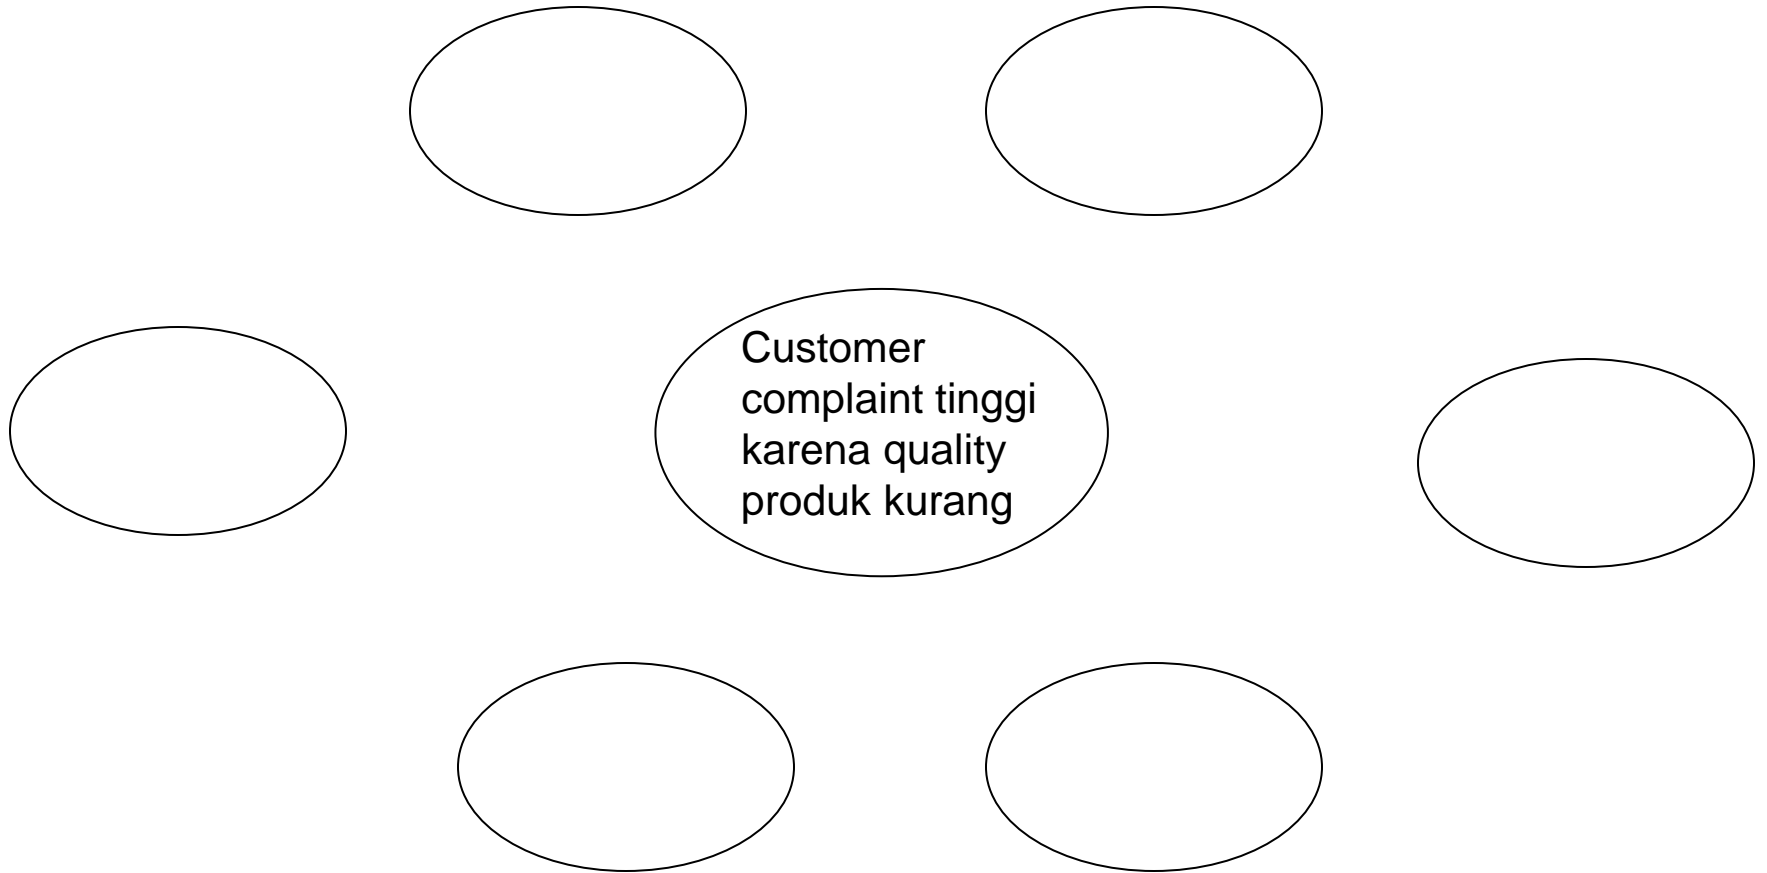 Customer
complaint tinggi
karena quality
produk kurang